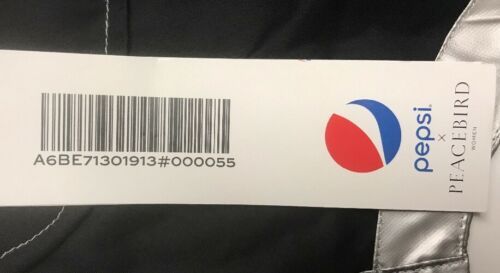 A6BE71301913#000055
pepsi
×
PEACEBIRD
WOMEN